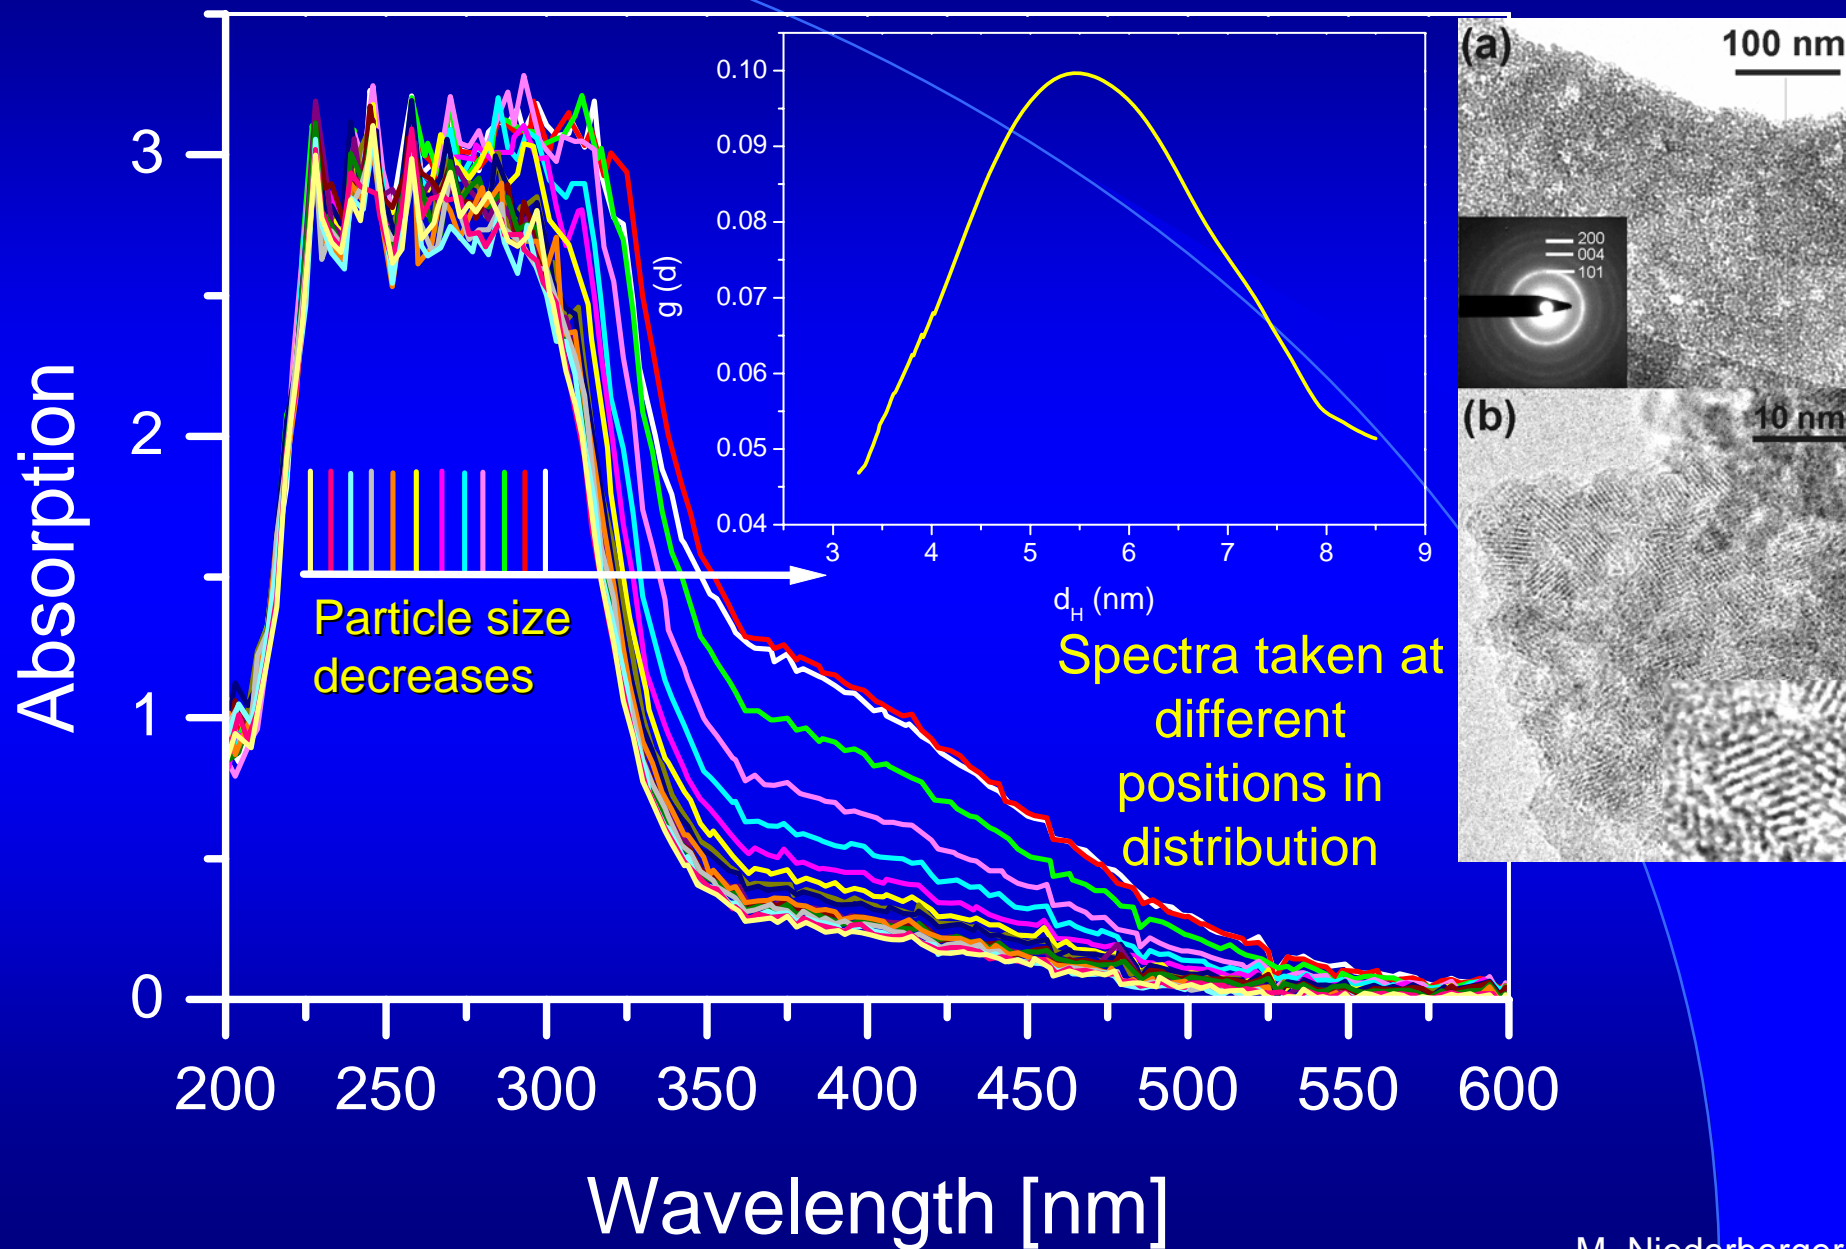 Absorption
3
2
1
0
200 250 300 350 400 450 500 550 600
Wavelength [nm]
Particle size
decreases
g (d)
0.10
0.09
0.08
0.07
0.06
0.05
0.04
3 4 5 6 7 8 9
d_H (nm)
Spectra taken at
different
positions in
distribution
(a)
100 nm
200
004
101
(b)
10 nm
M. Niederberger